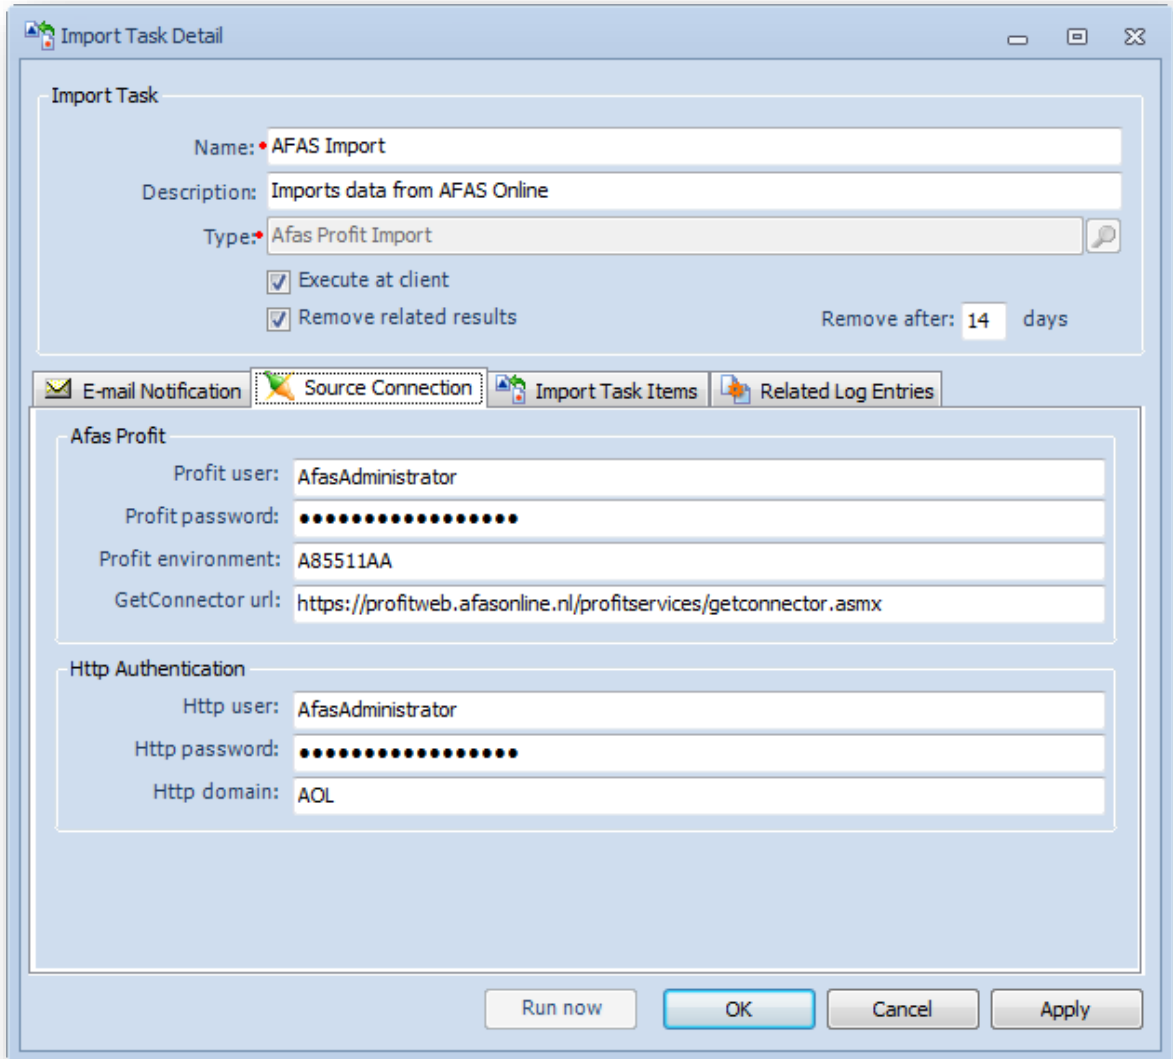 Import Task Detail
Import Task
Name: AFAS Import
Description: Imports data from AFAS Online
Type: Afas Profit Import
Execute at client
Remove related results Remove after: 14 days
E-mail Notification Source Connection Import Task Items Related Log Entries
Afas Profit
Profit user: AfasAdministrator
Profit password: •••••••••••••••••
Profit environment: A85511AA
GetConnector url: https://profitweb.afasonline.nl/profitservices/getconnector.asmx
Http Authentication
Http user: AfasAdministrator
Http password: •••••••••••••••••
Http domain: AOL
Run now OK Cancel Apply